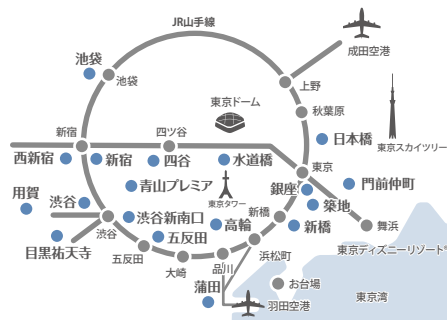 JR山手線
成田空港
池袋
池袋
上野
秋葉原
東京ドーム
東京スカイツリー
新宿
四ツ谷
日本橋
西新宿
新宿
四谷
水道橋
東京
青山プレミア
東京タワー
銀座
門前仲町
用賀
渋谷
築地
渋谷新南口
新橋
高輪
新橋
舞浜
渋谷
五反田
目黒祐天寺
五反田
浜松町
東京ディズニーリゾート®
大崎
品川
お台場
蒲田
羽田空港
東京湾